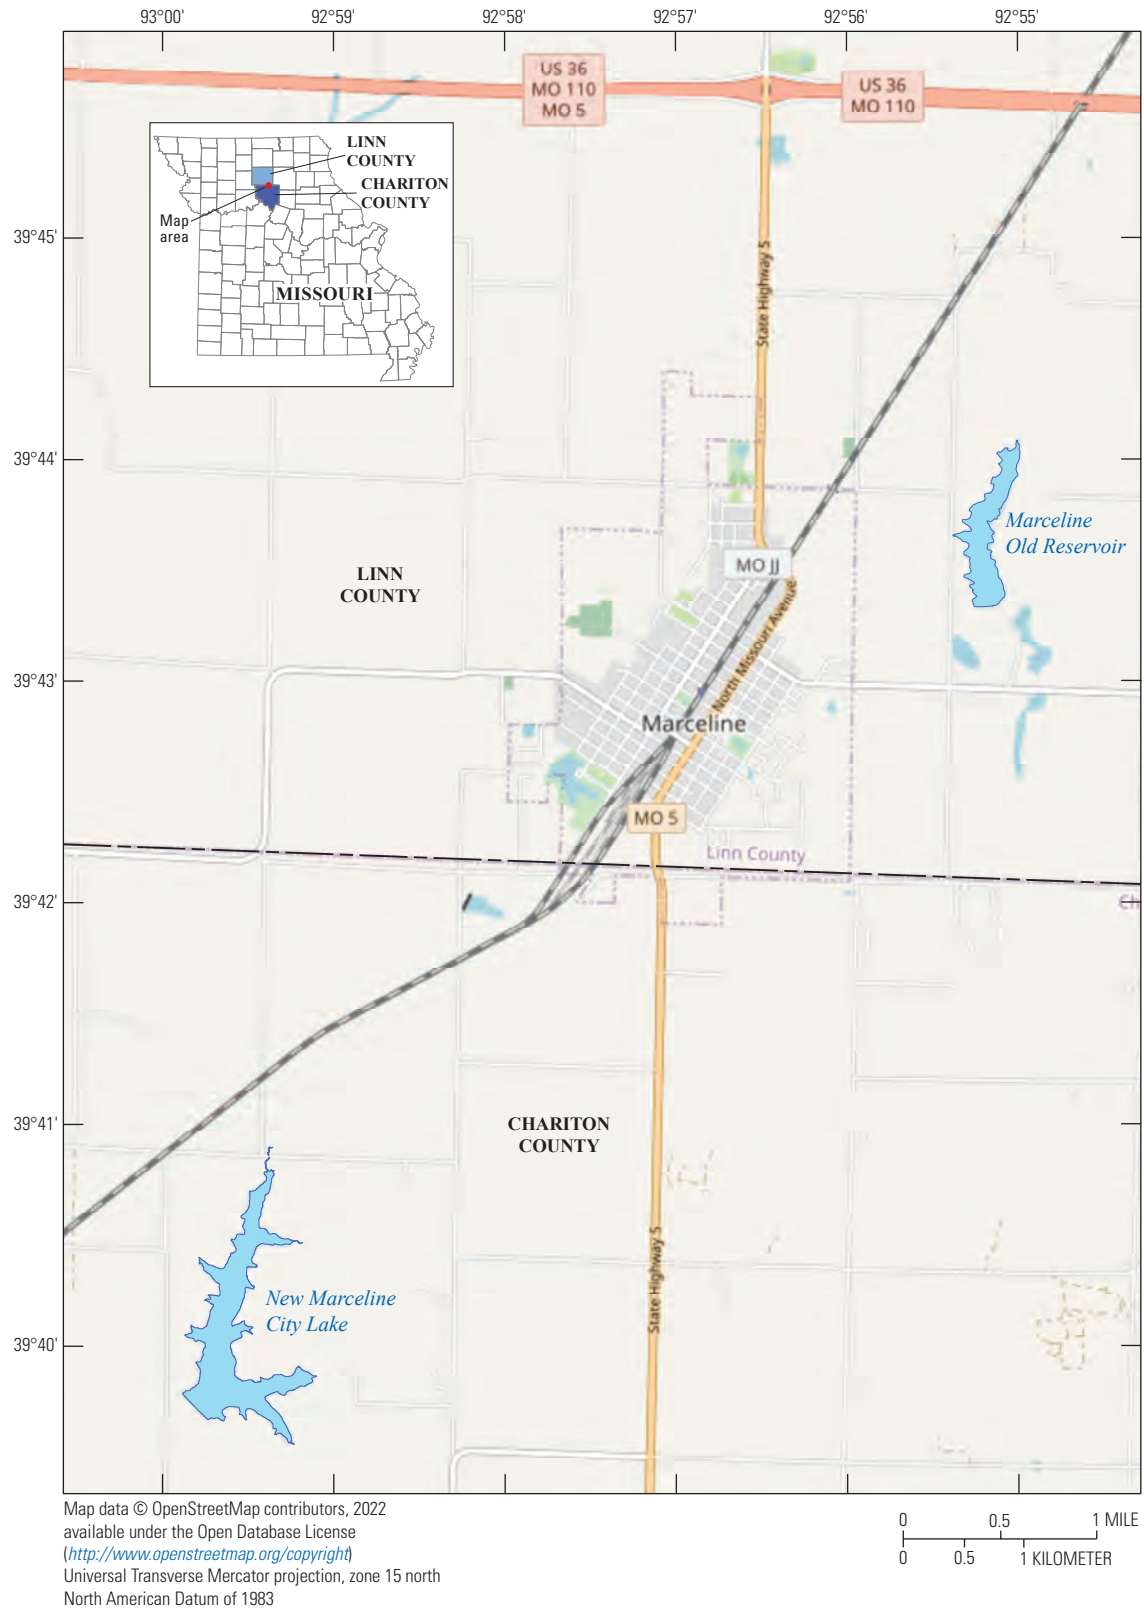 93°00'
92°59'
92°58'
92°57'
92°56'
92°55'
US 36
MO 110
MO 5
US 36
MO 110
LINN
COUNTY
CHARITON
COUNTY
Map
area
MISSOURI
39°45'
State Highway 5
39°44'
Marceline
Old Reservoir
MO JJ
LINN
COUNTY
North Missouri Avenue
39°43'
Marceline
MO 5
Linn County
39°42'
Ch
39°41'
CHARITON
COUNTY
State Highway 5
New Marceline
City Lake
39°40'
Map data © OpenStreetMap contributors, 2022
available under the Open Database License
(http://www.openstreetmap.org/copyright)
Universal Transverse Mercator projection, zone 15 north
North American Datum of 1983
0 0.5 1 MILE
0 0.5 1 KILOMETER